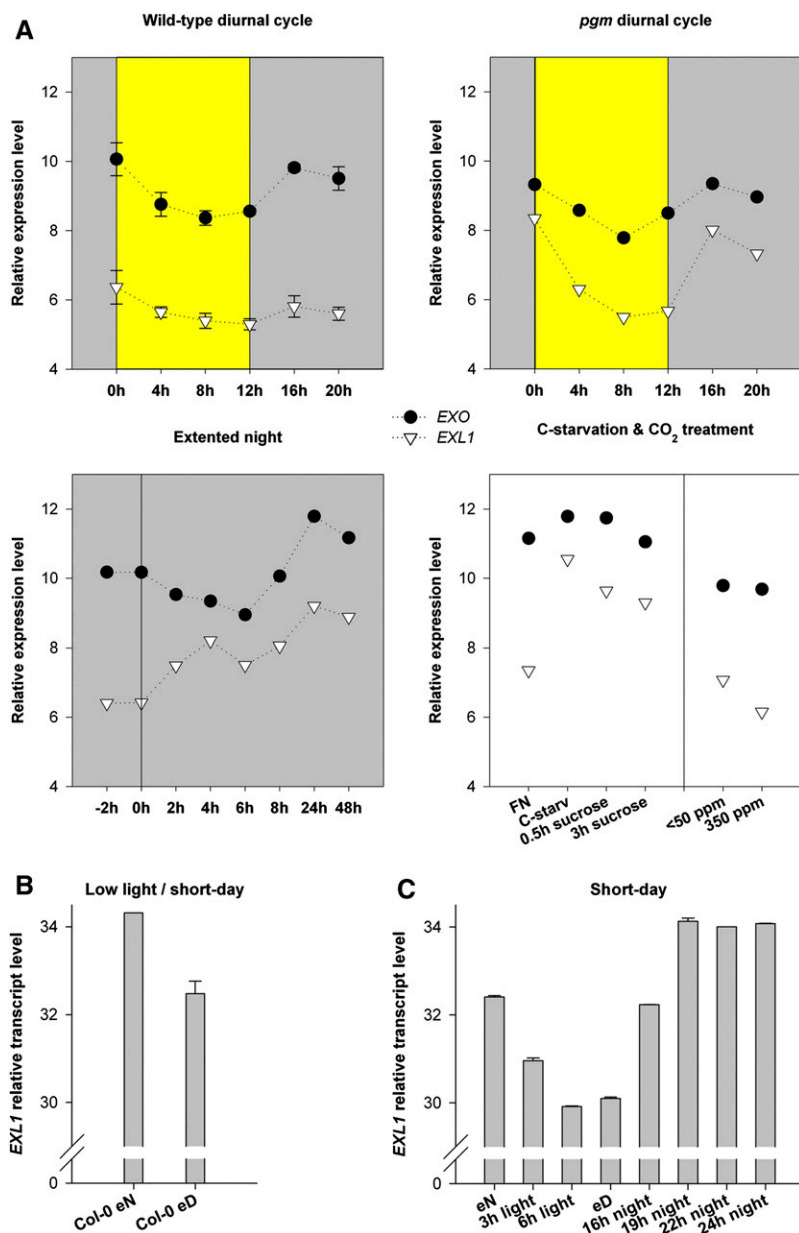 A
Wild-type diurnal cycle
pgm diurnal cycle
Relative expression level
12
10
8
6
4
0h 4h 8h 12h 16h 20h
Relative expression level
12
10
8
6
4
0h 4h 8h 12h 16h 20h
EXO
EXL1
Extented night
C-starvation & CO2 treatment
Relative expression level
12
10
8
6
4
-2h 0h 2h 4h 6h 8h 24h 48h
Relative expression level
12
10
8
6
4
FN
C-starv
0.5h sucrose
3h sucrose
<50 ppm
350 ppm
B
Low light / short-day
EXL1 relative transcript level
34
32
30
0
Col-0 eN
Col-0 eD
C
Short-day
EXL1 relative transcript level
34
32
30
0
eN
3h light
6h light
eD
16h night
19h night
22h night
24h night